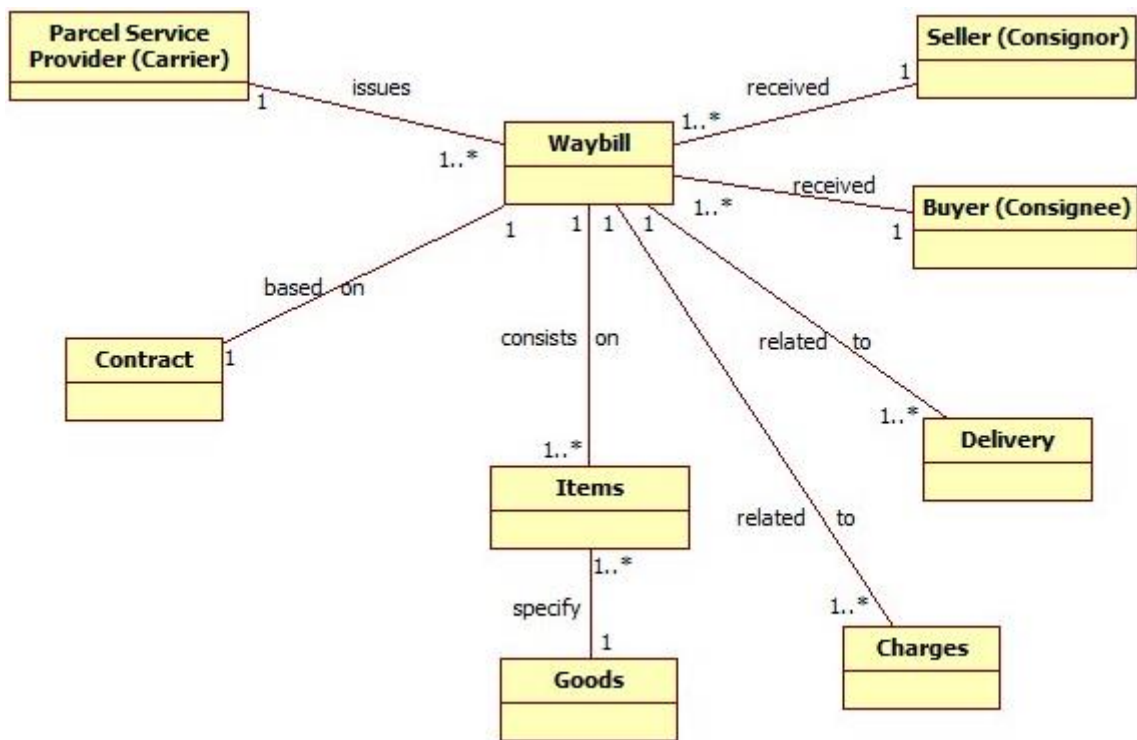 Parcel Service
Provider (Carrier)
Seller (Consignor)
issues
received
1
1
1..*
1..*
Waybill
received
Buyer (Consignee)
1..*
1
1
1
1
1
based on
Contract
1
consists on
related to
1..*
Delivery
1..*
Items
related to
1..*
specify
1
1..*
Goods
Charges